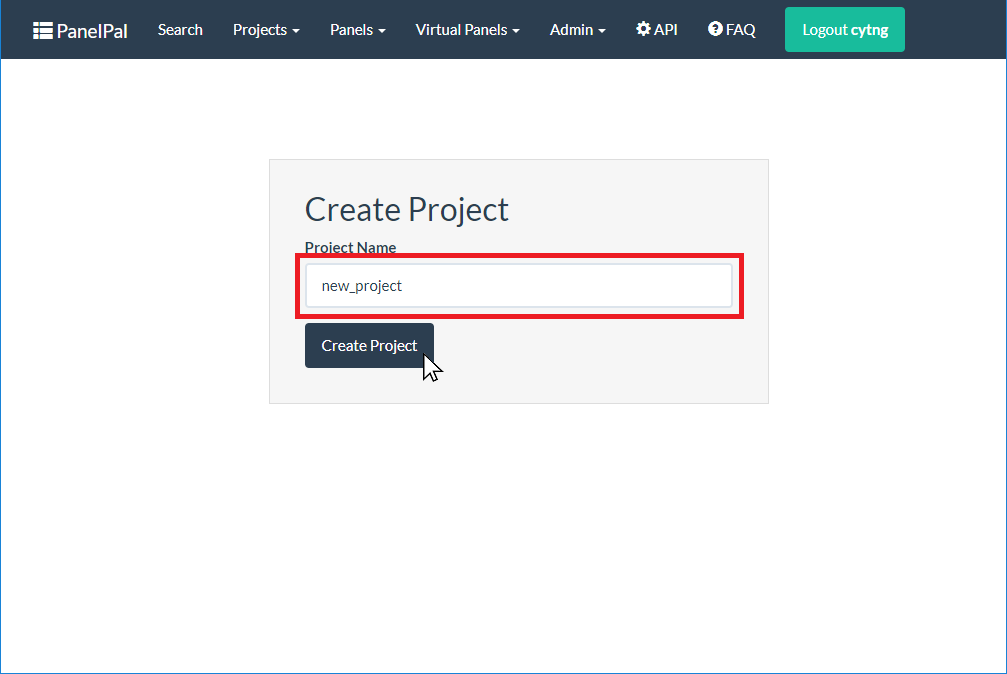 PanelPal Search Projects Panels Virtual Panels Admin API FAQ Logout cytng
Create Project
Project Name
new_project
Create Project